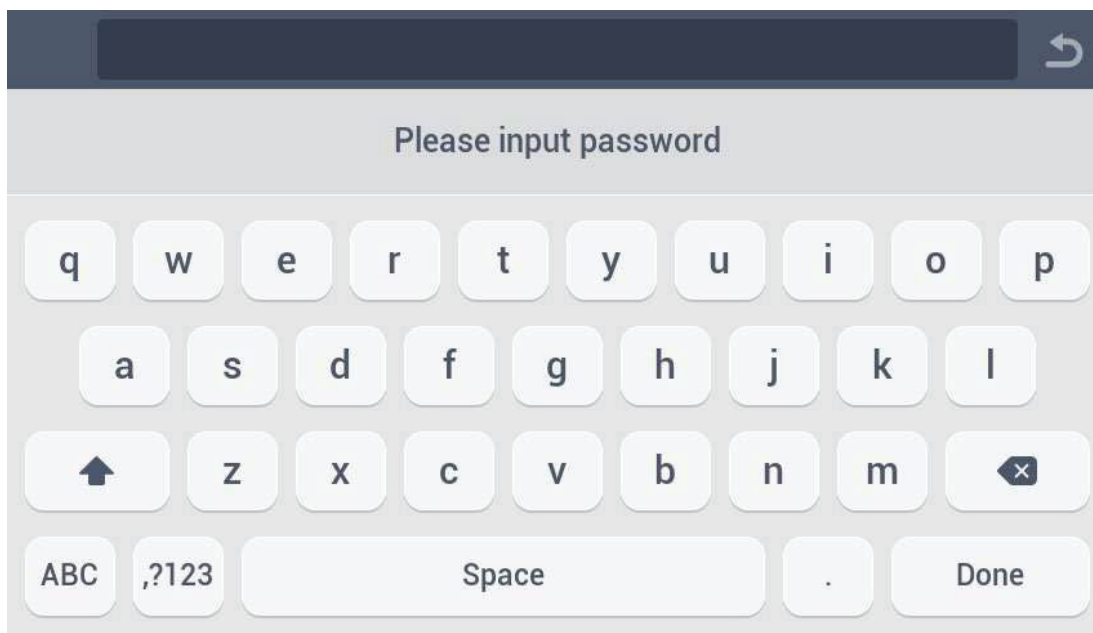 Please input password
q w e r t y u i o p
a s d f g h j k l
z x c v b n m
ABC ,?123 Space . Done